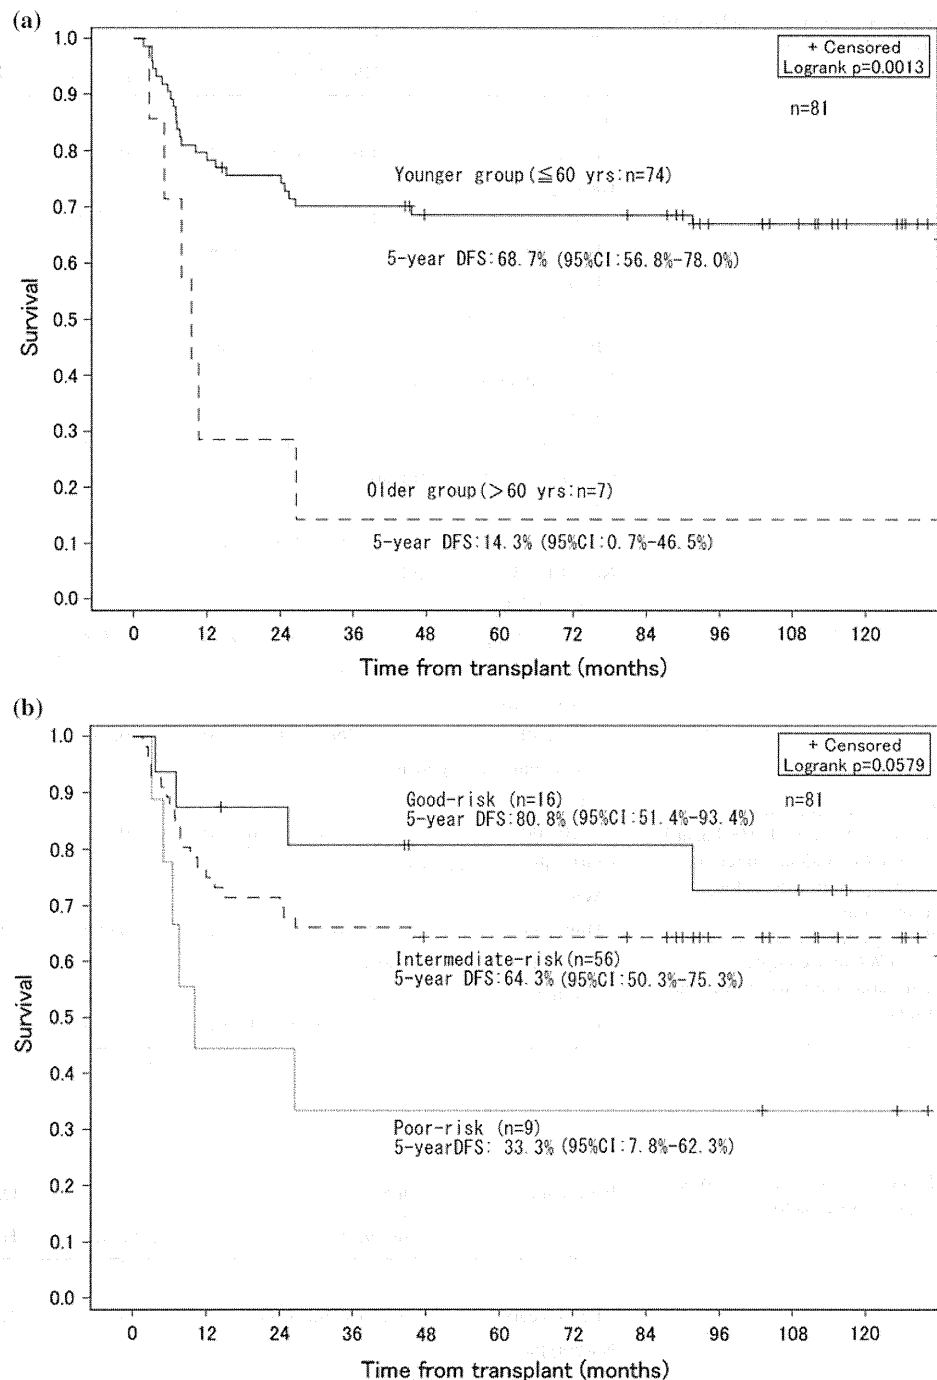 (a)
1.0
0.9
0.8
0.7
0.6
0.5
0.4
0.3
0.2
0.1
0.0
Survival
+ Censored
Logrank p=0.0013
n=81
Younger group(≦60 yrs:n=74)
5-year DFS:68.7% (95%CI:56.8%-78.0%)
Older group(>60 yrs:n=7)
5-year DFS:14.3% (95%CI:0.7%-46.5%)
0 12 24 36 48 60 72 84 96 108 120
Time from transplant (months)
(b)
1.0
0.9
0.8
0.7
0.6
0.5
0.4
0.3
0.2
0.1
0.0
Survival
+ Censored
Logrank p=0.0579
n=81
Good-risk (n=16)
5-year DFS:80.8% (95%CI:51.4%-93.4%)
Intermediate-risk(n=56)
5-year DFS:64.3% (95%CI:50.3%-75.3%)
Poor-risk (n=9)
5-yearDFS: 33.3% (95%CI:7.8%-62.3%)
0 12 24 36 48 60 72 84 96 108 120
Time from transplant (months)